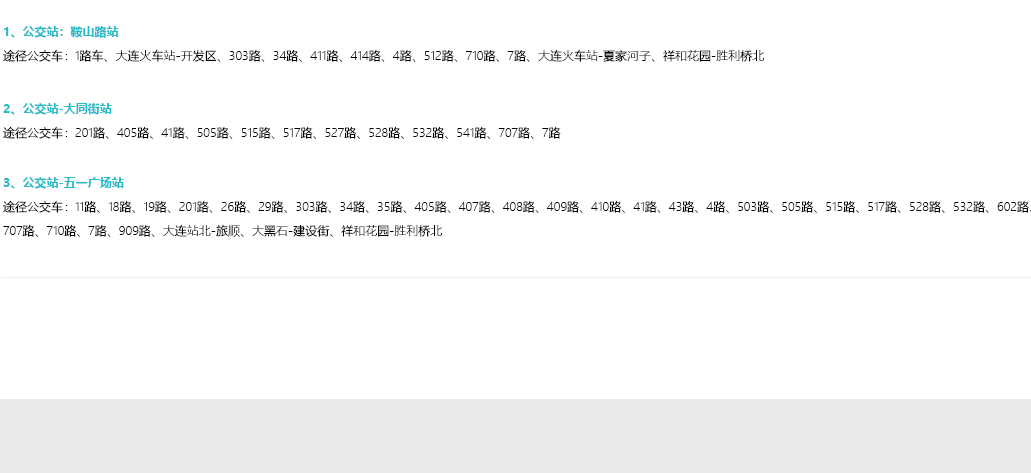 1、公交站：鞍山路站
途径公交车：1路车、大连火车站-开发区、303路、34路、411路、414路、4路、512路、710路、7路、大连火车站-夏家河子、祥和花园-胜利桥北
2、公交站-大同街站
途径公交车：201路、405路、41路、505路、515路、517路、527路、528路、532路、541路、707路、7路
3、公交站-五一广场站
途径公交车：11路、18路、19路、201路、26路、29路、303路、34路、35路、405路、407路、408路、409路、410路、41路、43路、4路、503路、505路、515路、517路、528路、532路、602路、
707路、710路、7路、909路、大连站北-旅顺、大黑石-建设街、祥和花园-胜利桥北